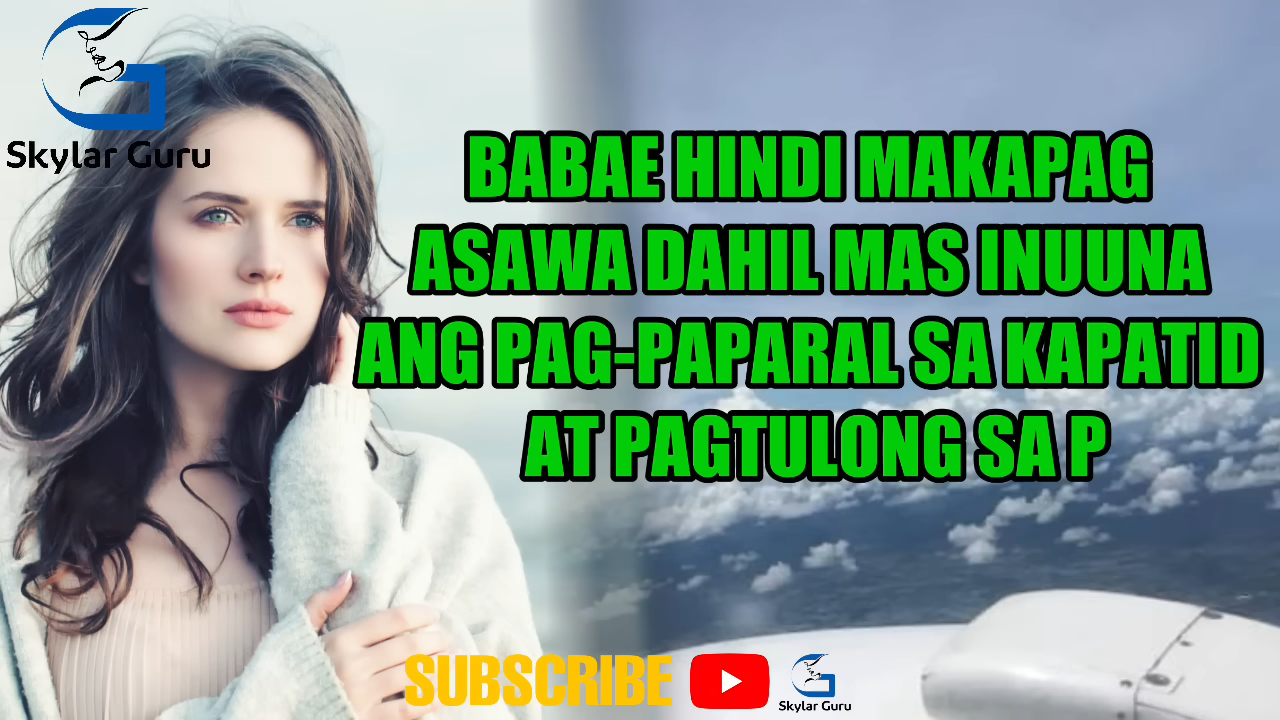 Skylar Guru
BABAE HINDI MAKAPAG
ASAWA DAHIL MAS INUUNA
ANG PAG-PAPARAL SA KAPATID
AT PAGTULONG SA P
SUBSCRIBE
Skylar Guru